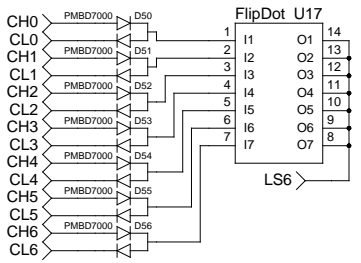 FlipDot U17
CH0 PMBD7000 D50
CL0 1 I1 O1 14
CH1 PMBD7000 D51 2 I2 O2 13
CL1 3 I3 O3 12
CH2 PMBD7000 D52 4 I4 O4 11
CL2 5 I5 O5 10
CH3 PMBD7000 D53 6 I6 O6 9
CL3 7 I7 O7 8
CH4 PMBD7000 D54
CL4 LS6
CH5 PMBD7000 D55
CL5
CH6 PMBD7000 D56
CL6